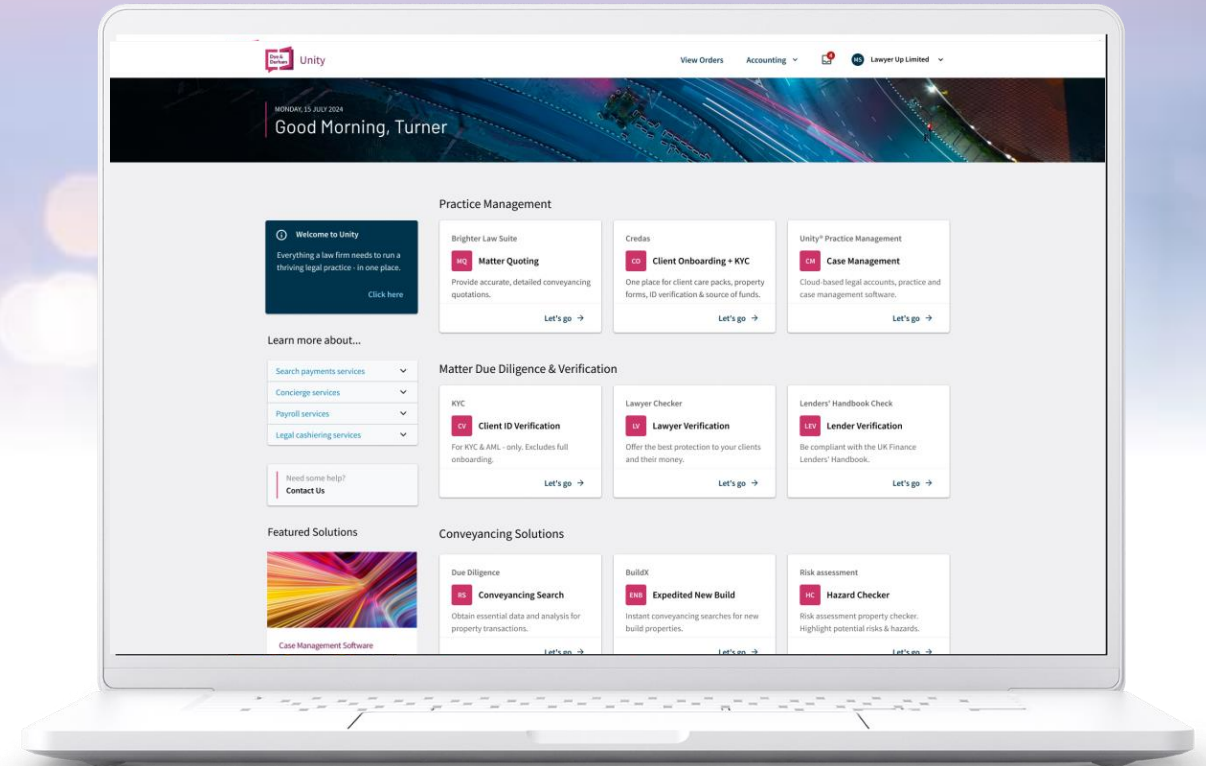 Dye &
Durham
Unity
View Orders
Accounting
4
MS
Lawyer Up Limited
MONDAY, 15 JULY 2024
Good Morning, Turner
Welcome to Unity
Everything a law firm needs to run a
thriving legal practice - in one place.
Click here
Learn more about...
Search payments services
Concierge services
Payroll services
Legal cashiering services
Need some help?
Contact Us
Featured Solutions
Case Management Software
Practice Management
Brighter Law Suite
MQ Matter Quoting
Provide accurate, detailed conveyancing
quotations.
Let's go →
Credas
CO Client Onboarding + KYC
One place for client care packs, property
forms, ID verification & source of funds.
Let's go →
Unity® Practice Management
CM Case Management
Cloud-based legal accounts, practice and
case management software.
Let's go →
Matter Due Diligence & Verification
KYC
CV Client ID Verification
For KYC & AML - only. Excludes full
onboarding.
Let's go →
Lawyer Checker
LV Lawyer Verification
Offer the best protection to your clients
and their money.
Let's go →
Lenders' Handbook Check
LEV Lender Verification
Be compliant with the UK Finance
Lenders' Handbook.
Let's go →
Conveyancing Solutions
Due Diligence
RS Conveyancing Search
Obtain essential data and analysis for
property transactions.
Let's go →
BuildX
ENB Expedited New Build
Instant conveyancing searches for new
build properties.
Let's go →
Risk assessment
HC Hazard Checker
Risk assessment property checker.
Highlight potential risks & hazards.
Let's go →